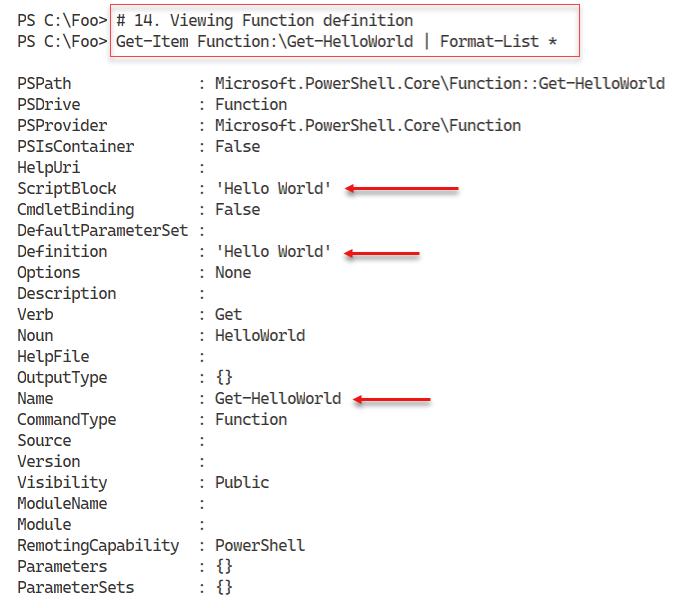 PS C:\Foo> # 14. Viewing Function definition
PS C:\Foo> Get-Item Function:\Get-HelloWorld | Format-List *
PSPath : Microsoft.PowerShell.Core\Function::Get-HelloWorld
PSDrive : Function
PSProvider : Microsoft.PowerShell.Core\Function
PSIsContainer : False
HelpUri :
ScriptBlock : 'Hello World'
CmdletBinding : False
DefaultParameterSet :
Definition : 'Hello World'
Options : None
Description :
Verb : Get
Noun : HelloWorld
HelpFile :
OutputType : {}
Name : Get-HelloWorld
CommandType : Function
Source :
Version :
Visibility : Public
ModuleName :
Module :
RemotingCapability : PowerShell
Parameters : {}
ParameterSets : {}